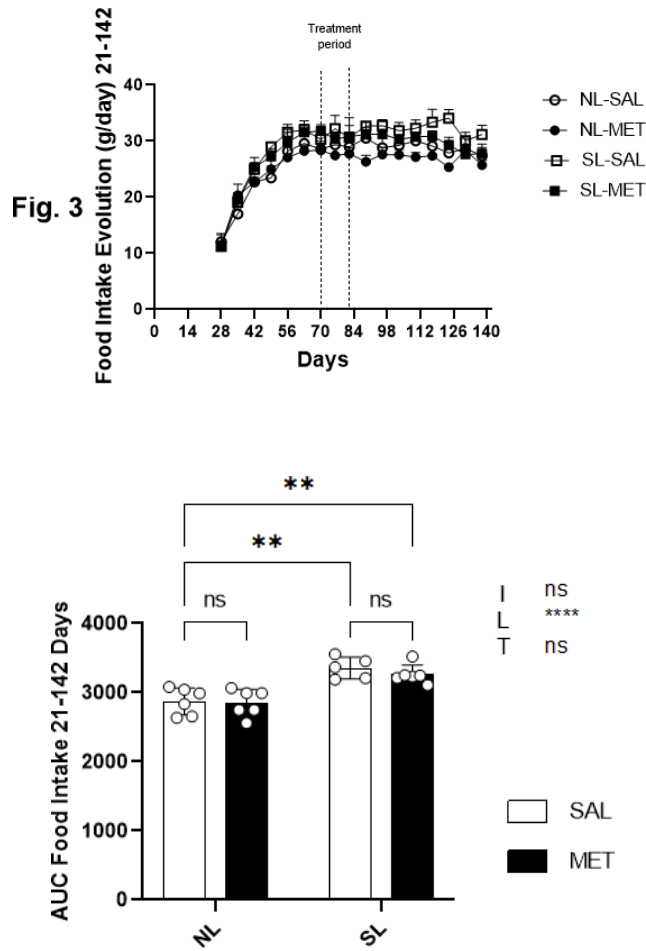 Treatment
period
Fig. 3
Food Intake Evolution (g/day) 21-142
40
30
20
10
0
0 14 28 42 56 70 84 98 112 126 140
Days
NL-SAL
NL-MET
SL-SAL
SL-MET
**
**
ns
ns
I ns
L ****
T ns
AUC Food Intake 21-142 Days
4000
3000
2000
1000
0
NL
SL
SAL
MET